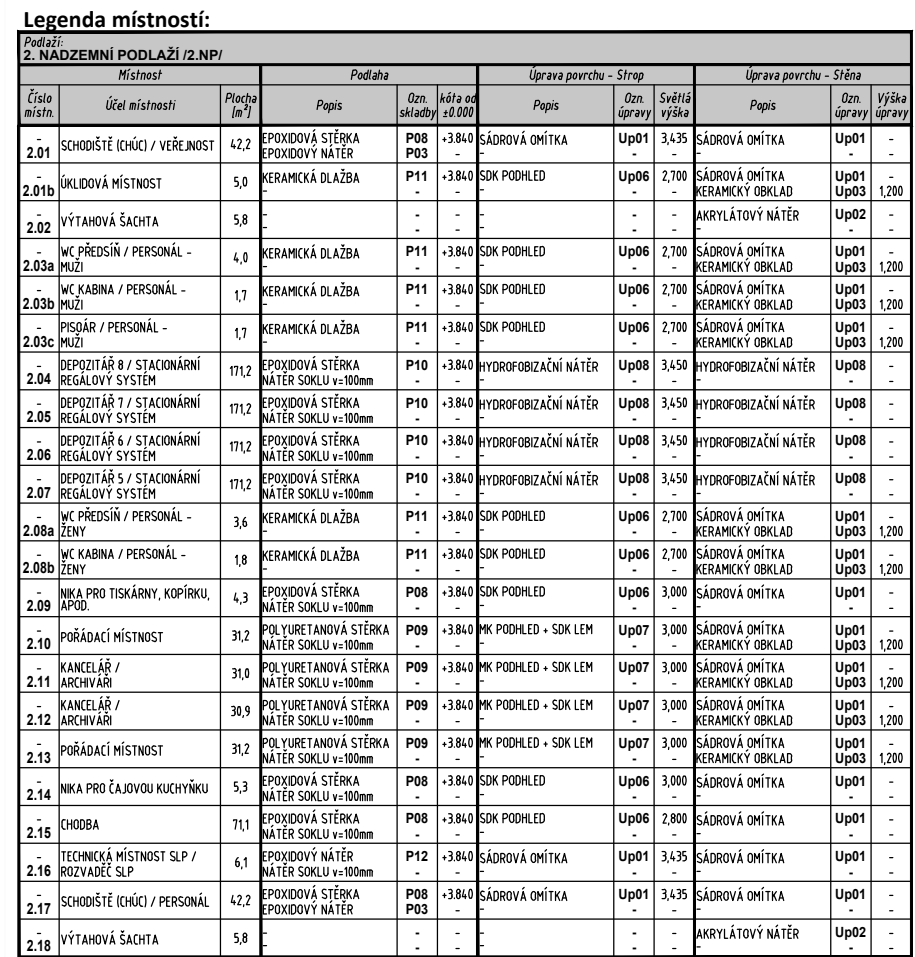 Legenda místností:
Podlaží:
2. NADZEMNÍ PODLAŽÍ /2.NP/
Místnost Podlaha Úprava povrchu - Strop Úprava povrchu - Stěna
Číslo místn. Účel místnosti Plocha [m²] Popis Ozn. skladby kóta od ±0.000 Popis Ozn. úpravy Světlá výška Popis Ozn. úpravy Výška úpravy
- SCHODIŠTĚ (CHÚC) / VEŘEJNOST 42,2 EPOXIDOVÁ STĚRKA P08 +3.840 SÁDROVÁ OMÍTKA Up01 3,435 SÁDROVÁ OMÍTKA Up01 -
2.01 EPOXIDOVÝ NÁTĚR P03 - - - - - - -
- ÚKLIDOVÁ MÍSTNOST 5,0 KERAMICKÁ DLAŽBA P11 +3.840 SDK PODHLED Up06 2,700 SÁDROVÁ OMÍTKA Up01 -
2.01b - - - - - - KERAMICKÝ OBKLAD Up03 1,200
- VÝTAHOVÁ ŠACHTA 5,8 - - - - - - AKRYLÁTOVÝ NÁTĚR Up02 -
2.02 - - - - - - - - -
- WC PŘEDSÍŇ / PERSONÁL - 4,0 KERAMICKÁ DLAŽBA P11 +3.840 SDK PODHLED Up06 2,700 SÁDROVÁ OMÍTKA Up01 -
2.03a MUŽI - - - - - - KERAMICKÝ OBKLAD Up03 1,200
- WC KABINA / PERSONÁL - 1,7 KERAMICKÁ DLAŽBA P11 +3.840 SDK PODHLED Up06 2,700 SÁDROVÁ OMÍTKA Up01 -
2.03b MUŽI - - - - - - KERAMICKÝ OBKLAD Up03 1,200
- PISOÁR / PERSONÁL - 1,7 KERAMICKÁ DLAŽBA P11 +3.840 SDK PODHLED Up06 2,700 SÁDROVÁ OMÍTKA Up01 -
2.03c MUŽI - - - - - - KERAMICKÝ OBKLAD Up03 1,200
- DEPOZITÁŘ 8 / STACIONÁRNÍ 171,2 EPOXIDOVÁ STĚRKA P10 +3.840 HYDROFOBIZAČNÍ NÁTĚR Up08 3,450 HYDROFOBIZAČNÍ NÁTĚR Up08 -
2.04 REGÁLOVÝ SYSTÉM NÁTĚR SOKLU v=100mm - - - - - - - -
- DEPOZITÁŘ 7 / STACIONÁRNÍ 171,2 EPOXIDOVÁ STĚRKA P10 +3.840 HYDROFOBIZAČNÍ NÁTĚR Up08 3,450 HYDROFOBIZAČNÍ NÁTĚR Up08 -
2.05 REGÁLOVÝ SYSTÉM NÁTĚR SOKLU v=100mm - - - - - - - -
- DEPOZITÁŘ 6 / STACIONÁRNÍ 171,2 EPOXIDOVÁ STĚRKA P10 +3.840 HYDROFOBIZAČNÍ NÁTĚR Up08 3,450 HYDROFOBIZAČNÍ NÁTĚR Up08 -
2.06 REGÁLOVÝ SYSTÉM NÁTĚR SOKLU v=100mm - - - - - - - -
- DEPOZITÁŘ 5 / STACIONÁRNÍ 171,2 EPOXIDOVÁ STĚRKA P10 +3.840 HYDROFOBIZAČNÍ NÁTĚR Up08 3,450 HYDROFOBIZAČNÍ NÁTĚR Up08 -
2.07 REGÁLOVÝ SYSTÉM NÁTĚR SOKLU v=100mm - - - - - - - -
- WC PŘEDSÍŇ / PERSONÁL - 3,6 KERAMICKÁ DLAŽBA P11 +3.840 SDK PODHLED Up06 2,700 SÁDROVÁ OMÍTKA Up01 -
2.08a ŽENY - - - - - - KERAMICKÝ OBKLAD Up03 1,200
- WC KABINA / PERSONÁL - 1,8 KERAMICKÁ DLAŽBA P11 +3.840 SDK PODHLED Up06 2,700 SÁDROVÁ OMÍTKA Up01 -
2.08b ŽENY - - - - - - KERAMICKÝ OBKLAD Up03 1,200
- NIKA PRO TISKÁRNY, KOPÍRKU, 4,3 EPOXIDOVÁ STĚRKA P08 +3.840 SDK PODHLED Up06 3,000 SÁDROVÁ OMÍTKA Up01 -
2.09 APOD. NÁTĚR SOKLU v=100mm - - - - - - - -
- POŘÁDACÍ MÍSTNOST 31,2 POLYURETANOVÁ STĚRKA P09 +3.840 MK PODHLED + SDK LEM Up07 3,000 SÁDROVÁ OMÍTKA Up01 -
2.10 NÁTĚR SOKLU v=100mm - - - - - KERAMICKÝ OBKLAD Up03 1,200
- KANCELÁŘ / 31,0 POLYURETANOVÁ STĚRKA P09 +3.840 MK PODHLED + SDK LEM Up07 3,000 SÁDROVÁ OMÍTKA Up01 -
2.11 ARCHIVÁŘI NÁTĚR SOKLU v=100mm - - - - - KERAMICKÝ OBKLAD Up03 1,200
- KANCELÁŘ / 30,9 POLYURETANOVÁ STĚRKA P09 +3.840 MK PODHLED + SDK LEM Up07 3,000 SÁDROVÁ OMÍTKA Up01 -
2.12 ARCHIVÁŘI NÁTĚR SOKLU v=100mm - - - - - KERAMICKÝ OBKLAD Up03 1,200
- POŘÁDACÍ MÍSTNOST 31,2 POLYURETANOVÁ STĚRKA P09 +3.840 MK PODHLED + SDK LEM Up07 3,000 SÁDROVÁ OMÍTKA Up01 -
2.13 NÁTĚR SOKLU v=100mm - - - - - KERAMICKÝ OBKLAD Up03 1,200
- NIKA PRO ČAJOVOU KUCHYŇKU 5,3 EPOXIDOVÁ STĚRKA P08 +3.840 SDK PODHLED Up06 3,000 SÁDROVÁ OMÍTKA Up01 -
2.14 NÁTĚR SOKLU v=100mm - - - - - - - -
- CHODBA 71,1 EPOXIDOVÁ STĚRKA P08 +3.840 SDK PODHLED Up06 2,800 SÁDROVÁ OMÍTKA Up01 -
2.15 NÁTĚR SOKLU v=100mm - - - - - - - -
- TECHNICKÁ MÍSTNOST SLP / 6,1 EPOXIDOVÝ NÁTĚR P12 +3.840 SÁDROVÁ OMÍTKA Up01 3,435 SÁDROVÁ OMÍTKA Up01 -
2.16 ROZVADĚČ SLP NÁTĚR SOKLU v=100mm - - - - - - - -
- SCHODIŠTĚ (CHÚC) / PERSONÁL 42,2 EPOXIDOVÁ STĚRKA P08 +3.840 SÁDROVÁ OMÍTKA Up01 3,435 SÁDROVÁ OMÍTKA Up01 -
2.17 EPOXIDOVÝ NÁTĚR P03 - - - - - - -
- VÝTAHOVÁ ŠACHTA 5,8 - - - - - - AKRYLÁTOVÝ NÁTĚR Up02 -
2.18 - - - - - - - - -